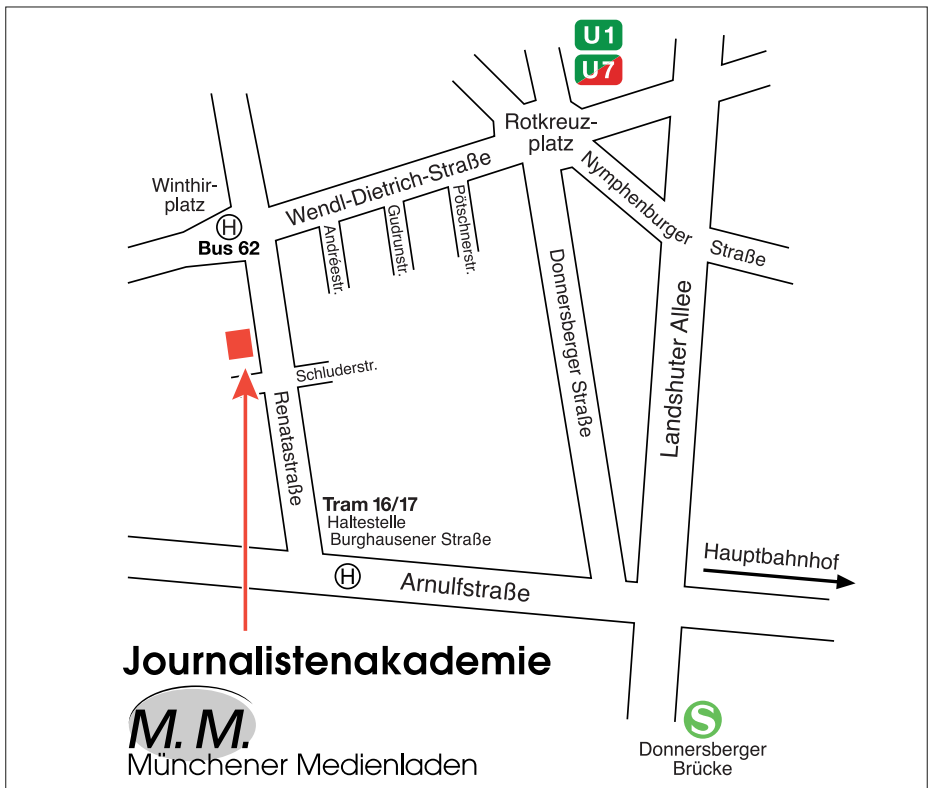 U1
U7
Rotkreuz-
platz
Winthir-
platz
H
Bus 62
Wendl-Dietrich-Straße
Andréestr.
Gudrunstr.
Pötschnerstr.
Nymphenburger Straße
Donnersberger Straße
Landshuter Allee
Schluderstr.
Renatastraße
Tram 16/17
Haltestelle
Burghausener Straße
H
Arnulfstraße
Hauptbahnhof
Journalistenakademie
M. M.
Münchener Medienladen
S
Donnersberger
Brücke